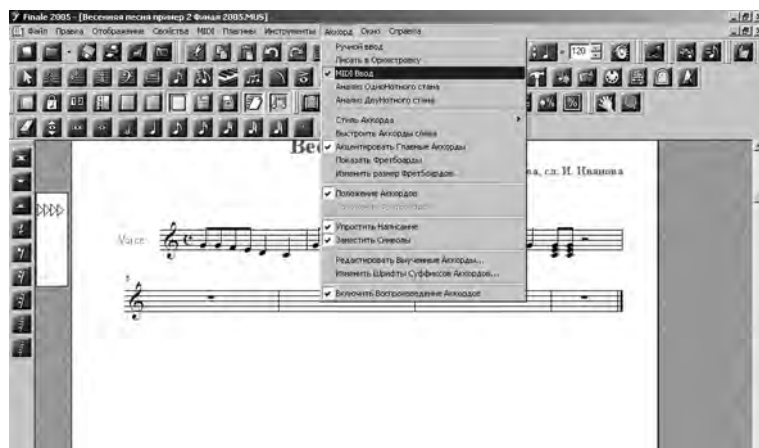 7 Finale 2005 - [Весенняя песня пример 2 Финал 2005.MUS]
Файл Правка Отображение Свойства MIDI Плагины Инструменты Аккорд Окно Справка
120
Ручной ввод
Писать в Оркестровку
MIDI Ввод
Анализ ОдноНотного стана
Анализ ДвуНотного стана
Стиль Аккорда
Выстроить Аккорды слева
Акцентировать Главные Аккорды
Показать Фретборды
Изменить размер Фретбордов
Положение Аккордов
Упростить Написание
Заместить Символы
Редактировать Выученные Аккорды...
Изменить Шрифты Суффиксов Аккордов...
Включить Воспроизведение Аккордов
Вес
ва, сл. И. Иванова
5